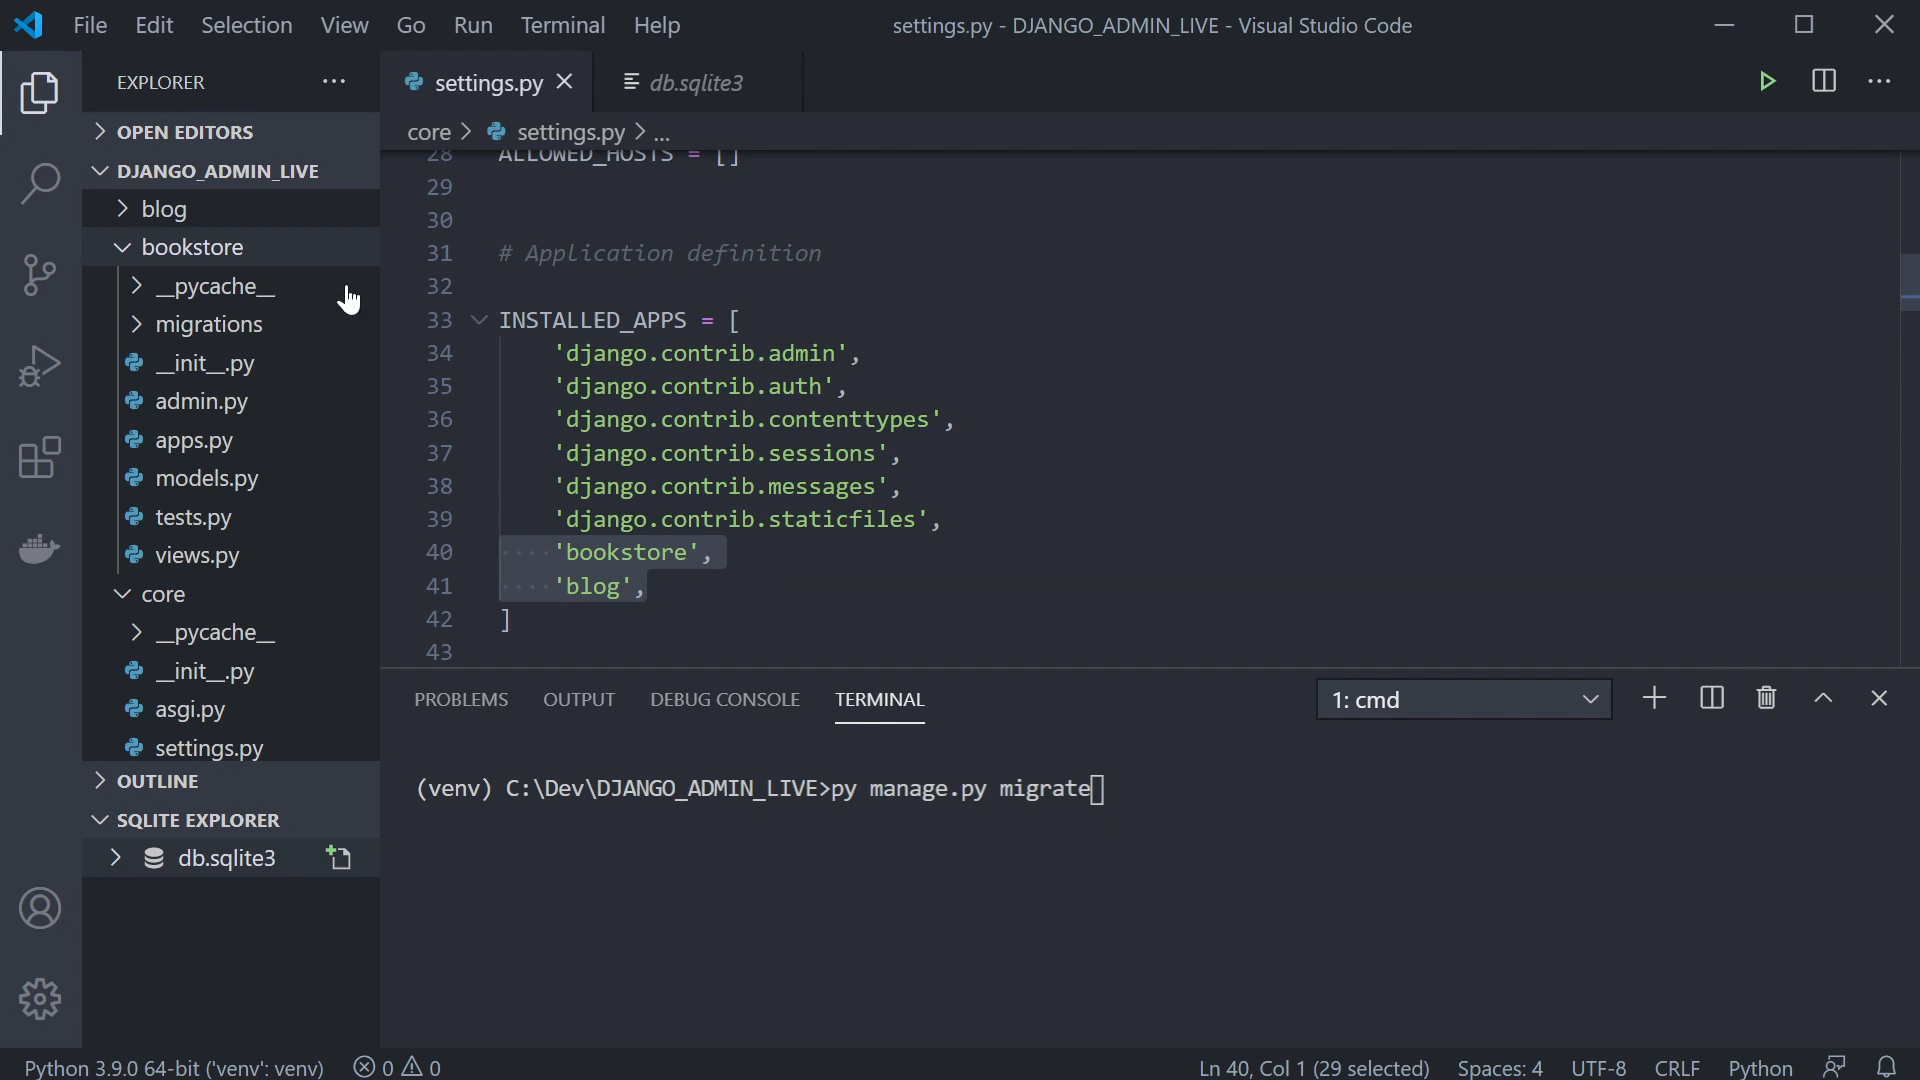 File Edit Selection View Go Run Terminal Help
settings.py - DJANGO_ADMIN_LIVE - Visual Studio Code
EXPLORER
OPEN EDITORS
DJANGO_ADMIN_LIVE
blog
bookstore
__pycache__
migrations
__init__.py
admin.py
apps.py
models.py
tests.py
views.py
core
__pycache__
__init__.py
asgi.py
settings.py
OUTLINE
SQLITE EXPLORER
db.sqlite3
settings.py
db.sqlite3
core > settings.py > ...
28 ALLOWED_HOSTS = []
29
30
31 # Application definition
32
33 INSTALLED_APPS = [
34 'django.contrib.admin',
35 'django.contrib.auth',
36 'django.contrib.contenttypes',
37 'django.contrib.sessions',
38 'django.contrib.messages',
39 'django.contrib.staticfiles',
40 'bookstore',
41 'blog',
42 ]
43
PROBLEMS OUTPUT DEBUG CONSOLE TERMINAL
1: cmd
(venv) C:\Dev\DJANGO_ADMIN_LIVE>py manage.py migrate
Python 3.9.0 64-bit ('venv': venv) 0 0
Ln 40, Col 1 (29 selected) Spaces: 4 UTF-8 CRLF Python